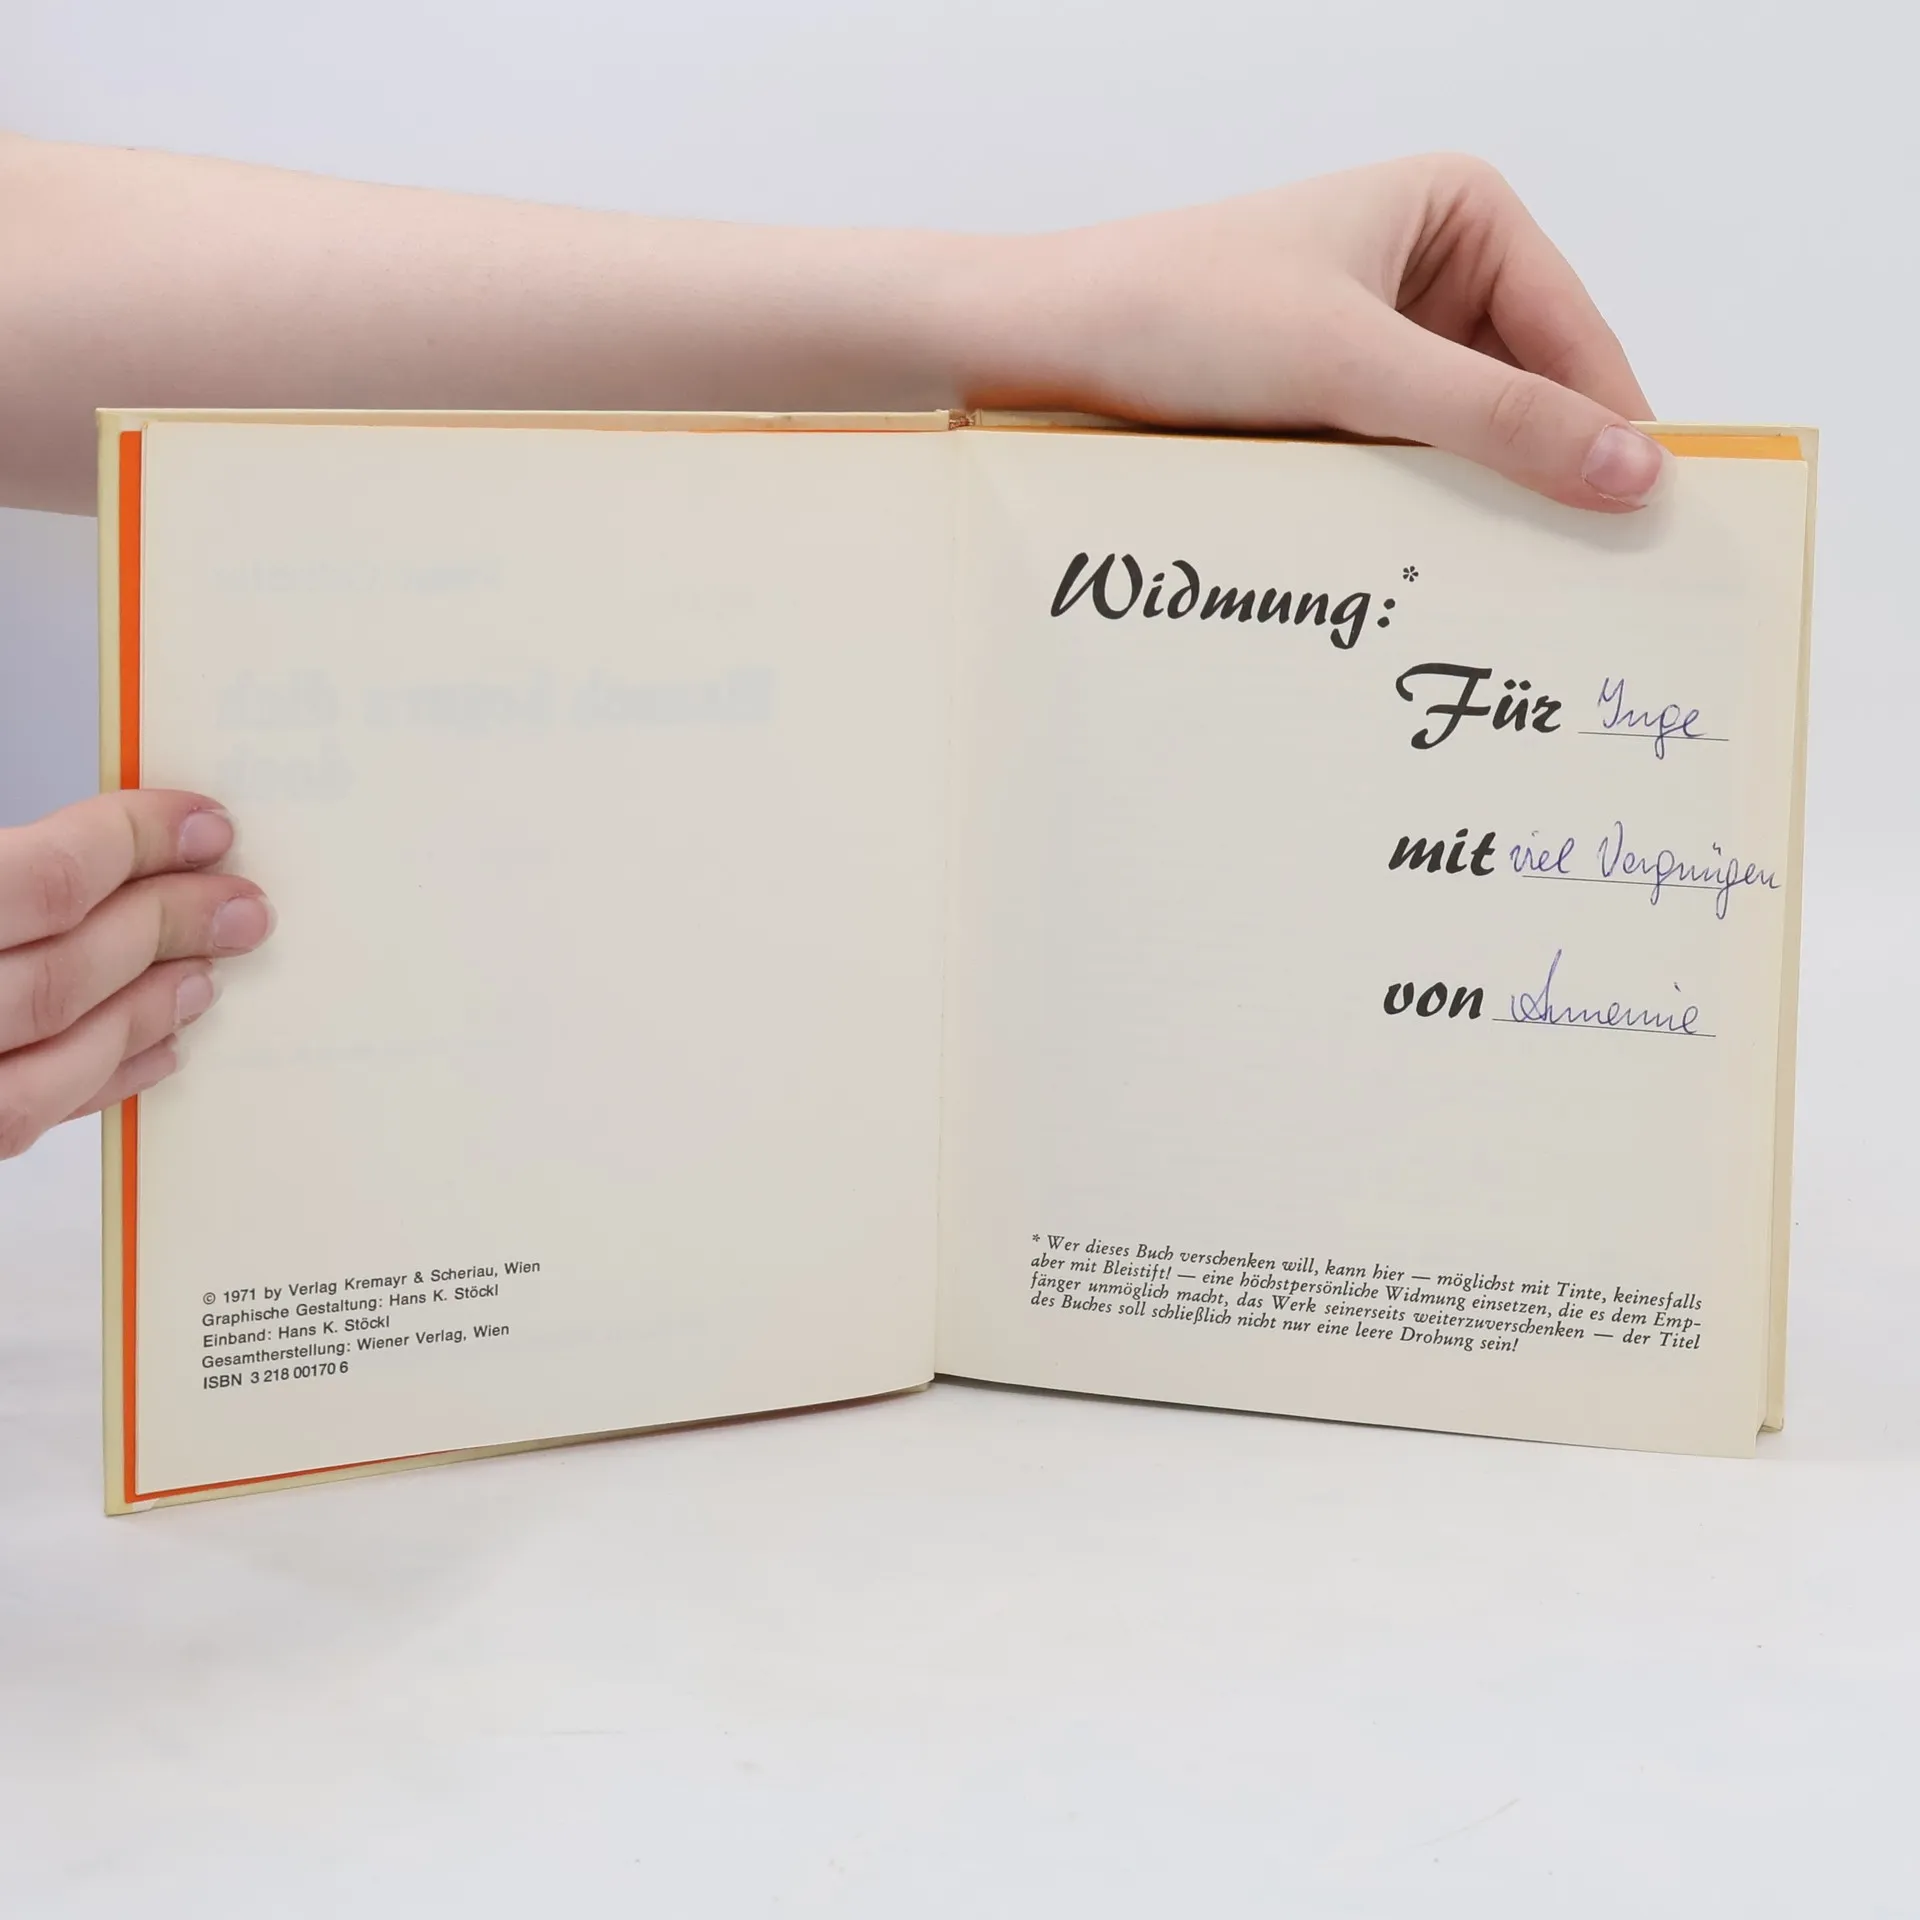 © 1971 by Verlag Kremayr & Scheriau, Wien
Graphische Gestaltung: Hans K. Stöckl
Einband: Hans K. Stöckl
Gesamtherstellung: Wiener Verlag, Wien
ISBN 3 218 00170 6
Widmung:*
Für Inge
mit viel Vergnügen
von
* Wer dieses Buch verschenken will, kann hier — möglichst mit Tinte, keinesfalls
aber mit Bleistift! — eine höchstpersönliche Widmung einsetzen, die es dem Emp-
fänger unmöglich macht, das Werk seinerseits weiterzuverschenken — der Titel
des Buches soll schließlich nicht nur eine leere Drohung sein!